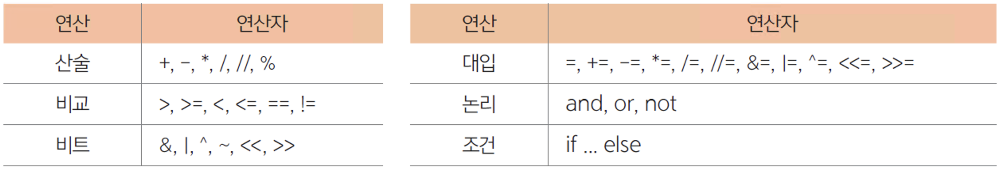 연산 연산자
산술 +, −, *, /, //, %
비교 >, >=, <, <=, ==, !=
비트 &, |, ^, ~, <<, >>
연산 연산자
대입 =, +=, −=, *=, /=, //=, &=, |=, ^=, <<=, >>=
논리 and, or, not
조건 if ... else